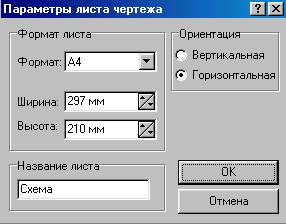 Параметры листа чертежа
Формат листа
Формат: A4
Ширина: 297 мм
Высота: 210 мм
Ориентация
Вертикальная
Горизонтальная
Название листа
Схема
OK
Отмена